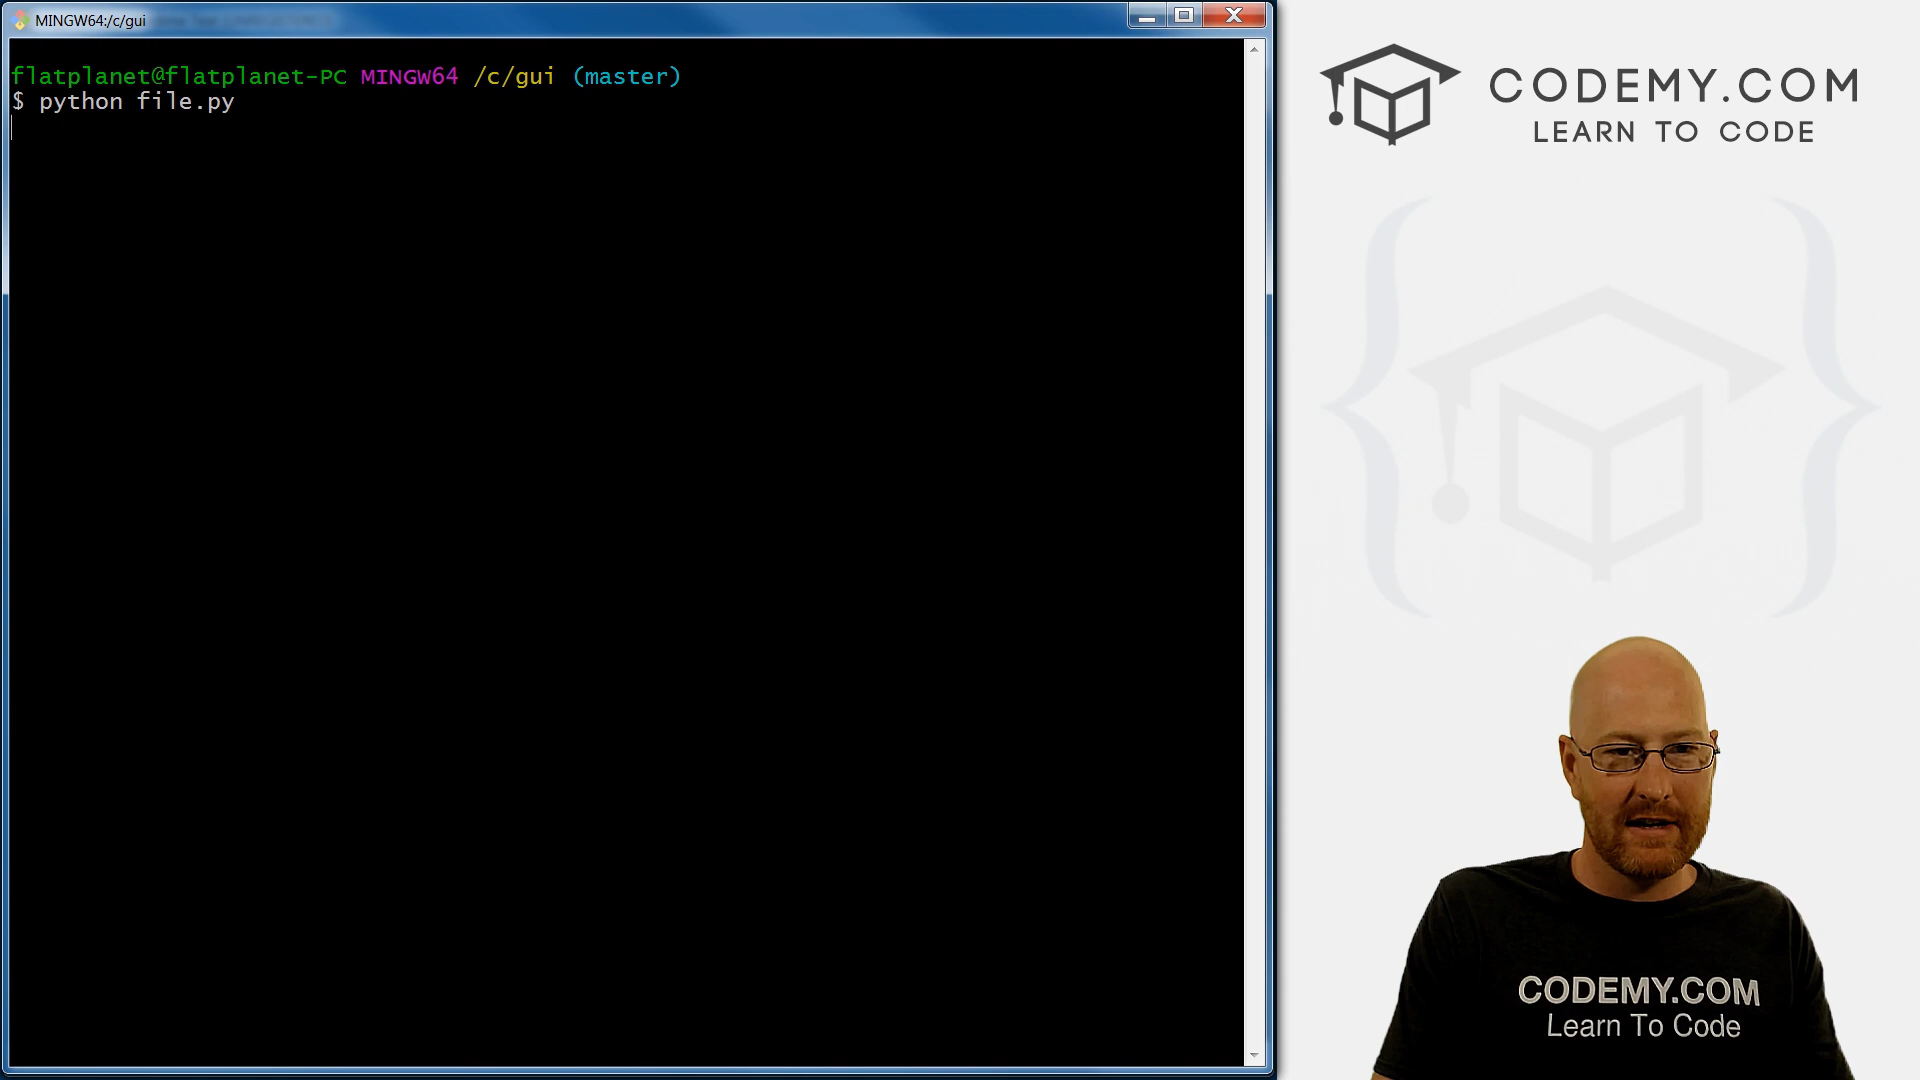 MINGW64:/c/gui
flatplanet@flatplanet-PC MINGW64 /c/gui (master)
$ python file.py
CODEMY.COM
LEARN TO CODE
CODEMY.COM
Learn To Code